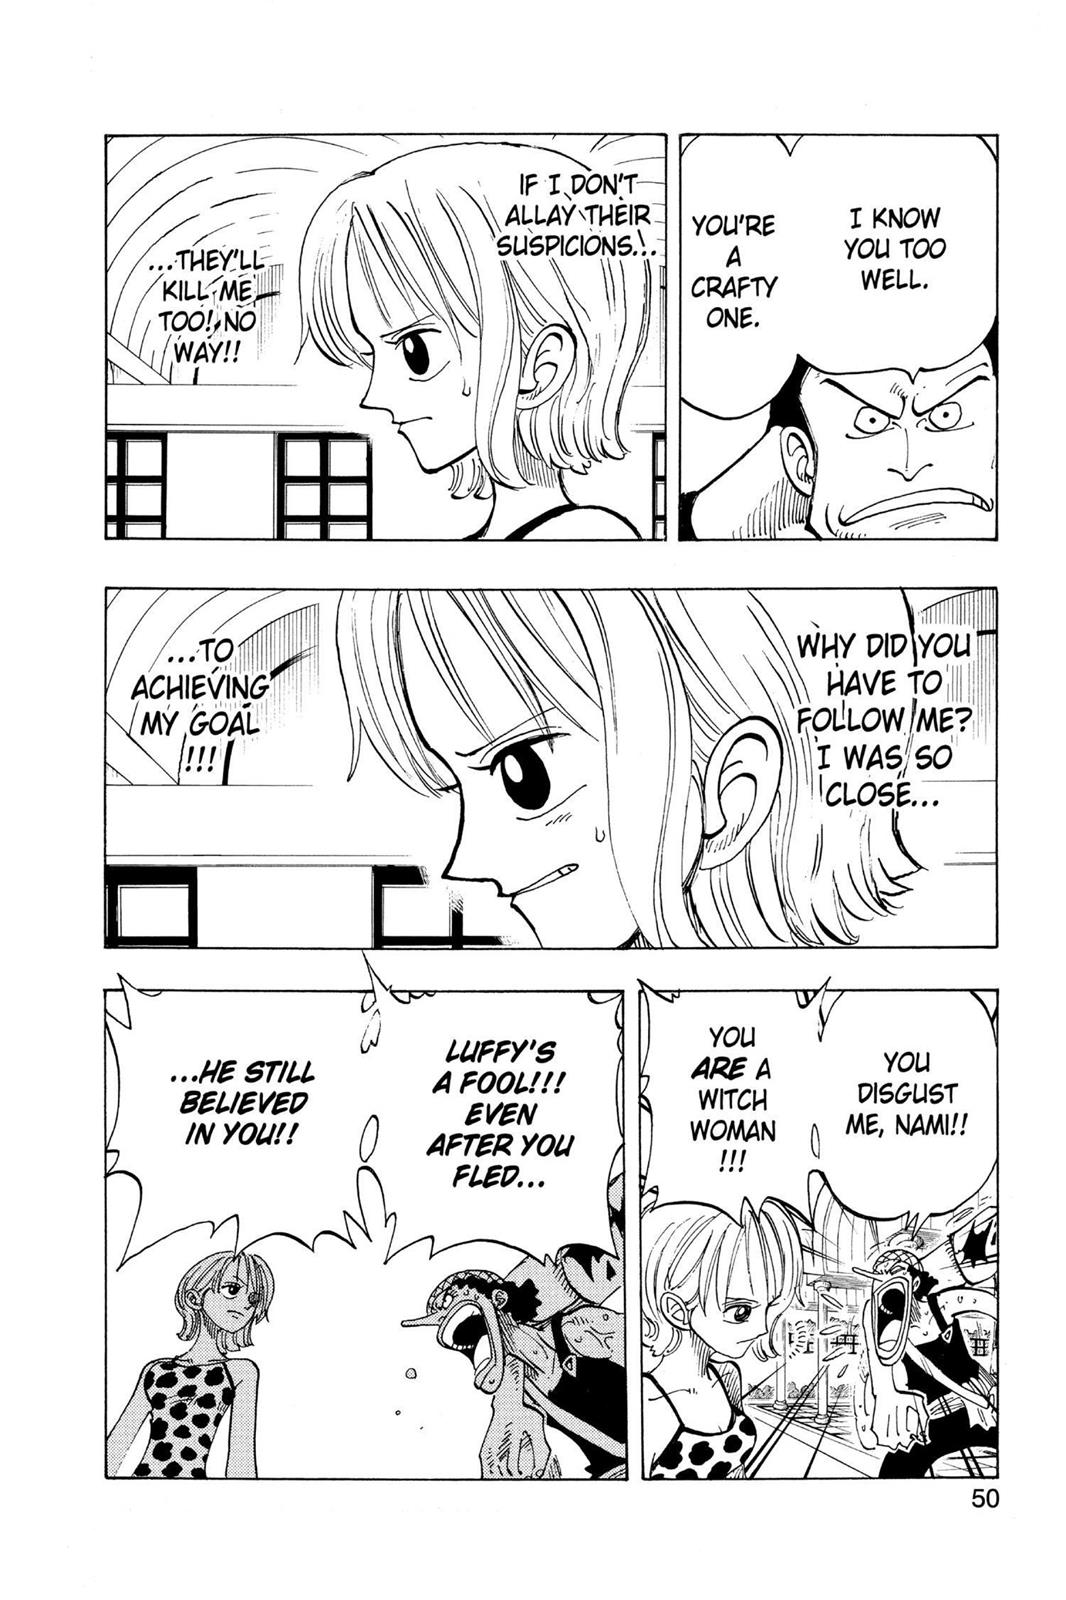 I KNOW
YOU TOO
WELL.
YOU'RE
A
CRAFTY
ONE.
IF I DON'T
ALLAY THEIR
SUSPICIONS...
...THEY'LL
KILL ME
TOO! NO
WAY!!
WHY DID YOU
HAVE TO
FOLLOW ME?
I WAS SO
CLOSE...
...TO
ACHIEVING
MY GOAL
!!!
YOU
DISGUST
ME, NAMI!!
YOU
ARE A
WITCH
WOMAN
!!!
LUFFY'S
A FOOL!!!
EVEN
AFTER YOU
FLED...
...HE STILL
BELIEVED
IN YOU!!
50